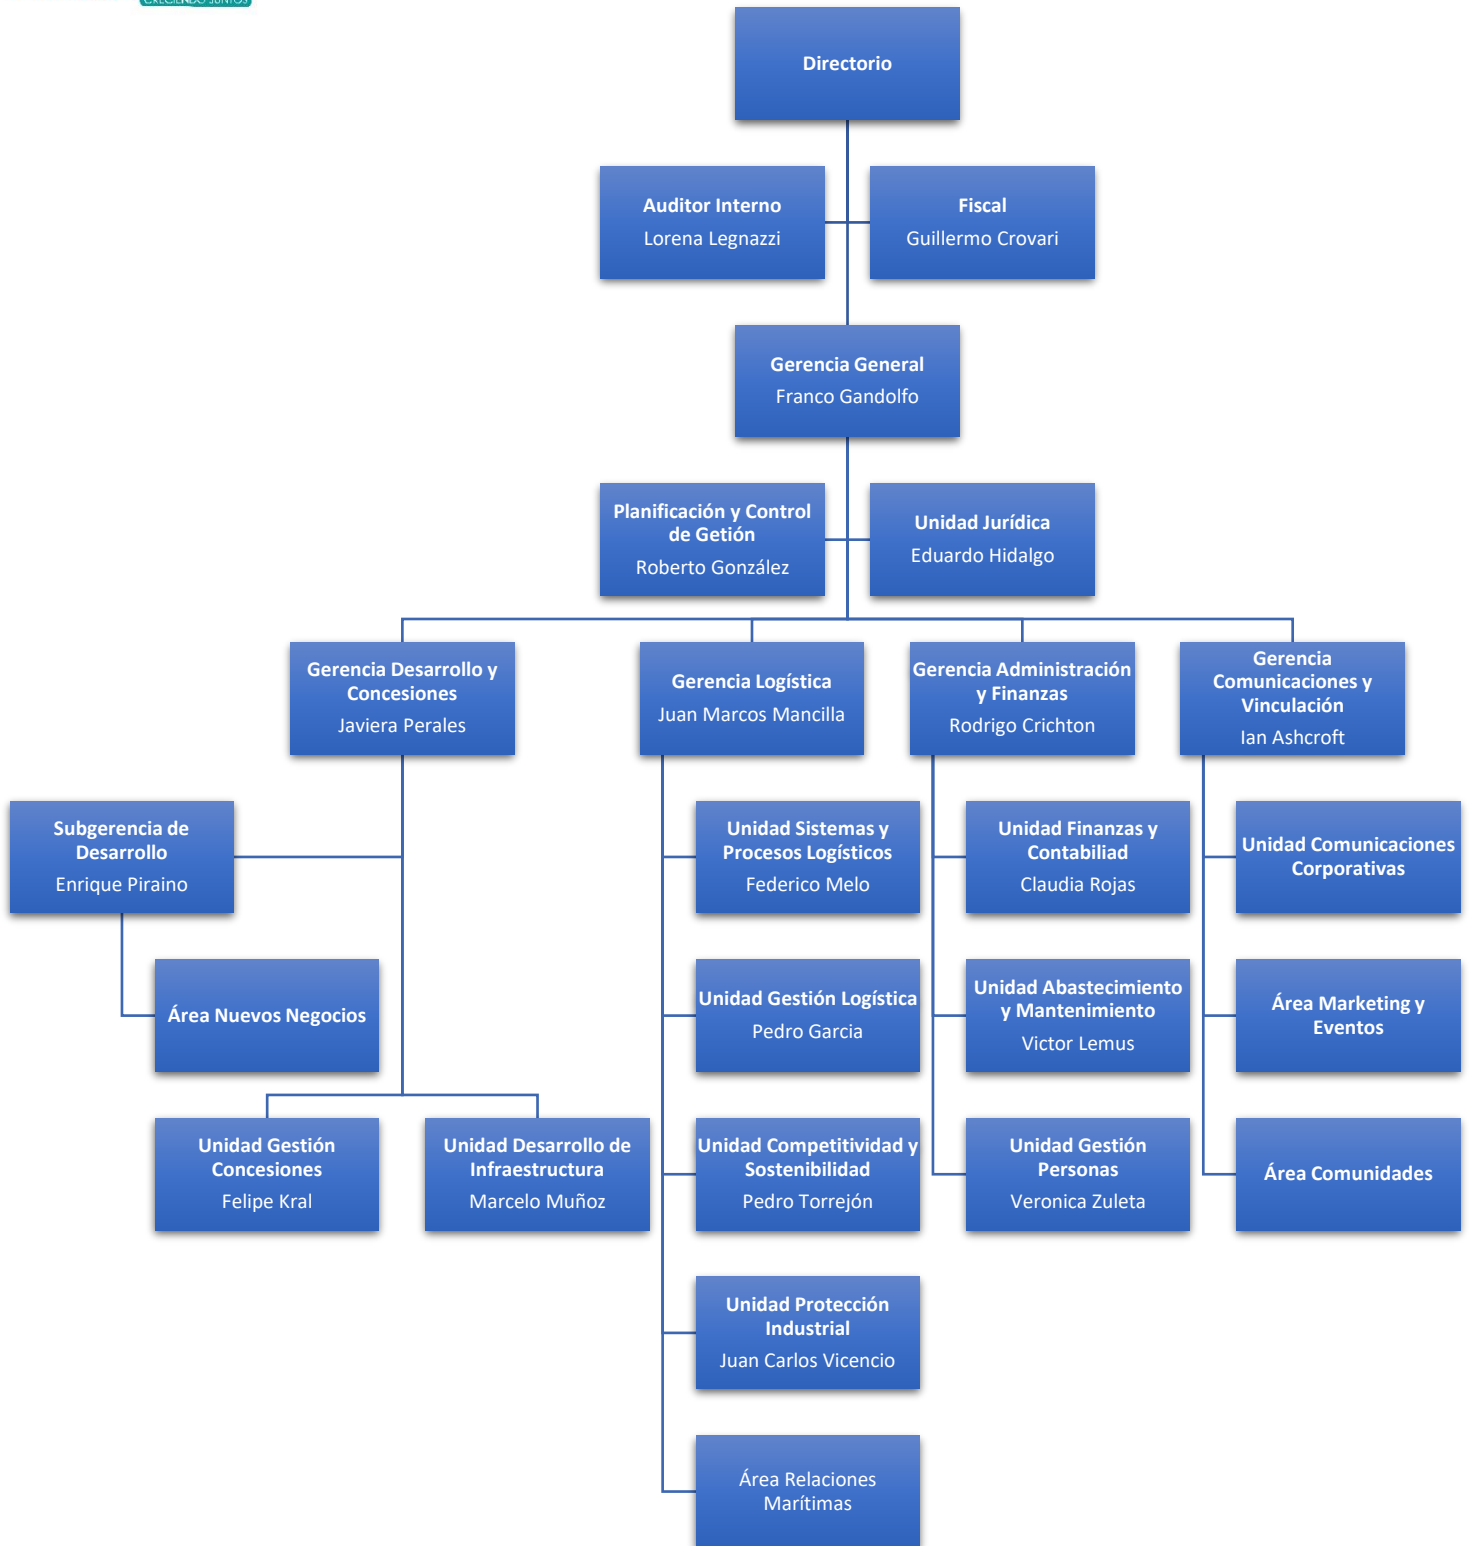 CRECIENDO JUNTOS
Directorio
Auditor Interno
Lorena Legnazzi
Fiscal
Guillermo Crovari
Gerencia General
Franco Gandolfo
Planificación y Control
de Getión
Roberto González
Unidad Jurídica
Eduardo Hidalgo
Gerencia Desarrollo y
Concesiones
Javiera Perales
Gerencia Logística
Juan Marcos Mancilla
Gerencia Administración
y Finanzas
Rodrigo Crichton
Gerencia
Comunicaciones y
Vinculación
Ian Ashcroft
Subgerencia de
Desarrollo
Enrique Piraino
Unidad Sistemas y
Procesos Logísticos
Federico Melo
Unidad Finanzas y
Contabiliad
Claudia Rojas
Unidad Comunicaciones
Corporativas
Área Nuevos Negocios
Unidad Gestión Logística
Pedro Garcia
Unidad Abastecimiento
y Mantenimiento
Victor Lemus
Área Marketing y
Eventos
Unidad Gestión
Concesiones
Felipe Kral
Unidad Desarrollo de
Infraestructura
Marcelo Muñoz
Unidad Competitividad y
Sostenibilidad
Pedro Torrejón
Unidad Gestión
Personas
Veronica Zuleta
Área Comunidades
Unidad Protección
Industrial
Juan Carlos Vicencio
Área Relaciones
Marítimas